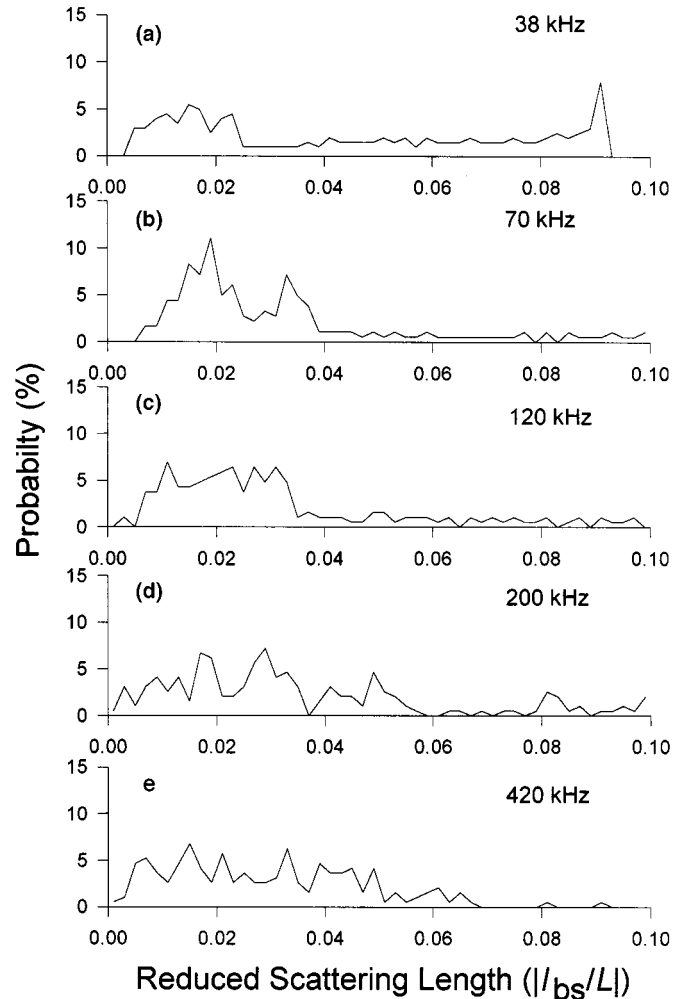 Probabilty (%)
(a)
38 kHz
15
10
5
0
0.00 0.02 0.04 0.06 0.08 0.10
(b)
70 kHz
15
10
5
0
0.00 0.02 0.04 0.06 0.08 0.10
(c)
120 kHz
15
10
5
0
0.00 0.02 0.04 0.06 0.08 0.10
(d)
200 kHz
15
10
5
0
0.00 0.02 0.04 0.06 0.08 0.10
e
420 kHz
15
10
5
0
0.00 0.02 0.04 0.06 0.08 0.10
Reduced Scattering Length (|lbs/L|)